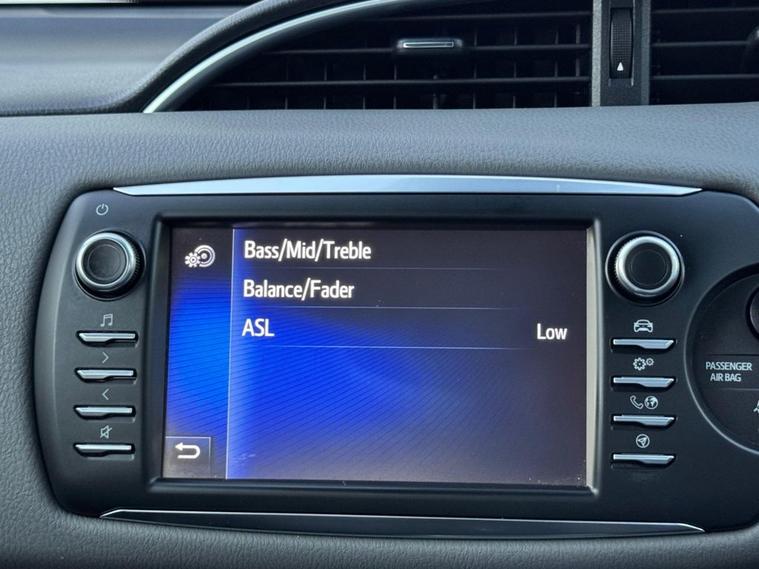 Bass/Mid/Treble
Balance/Fader
ASL Low
PASSENGER
AIR BAG